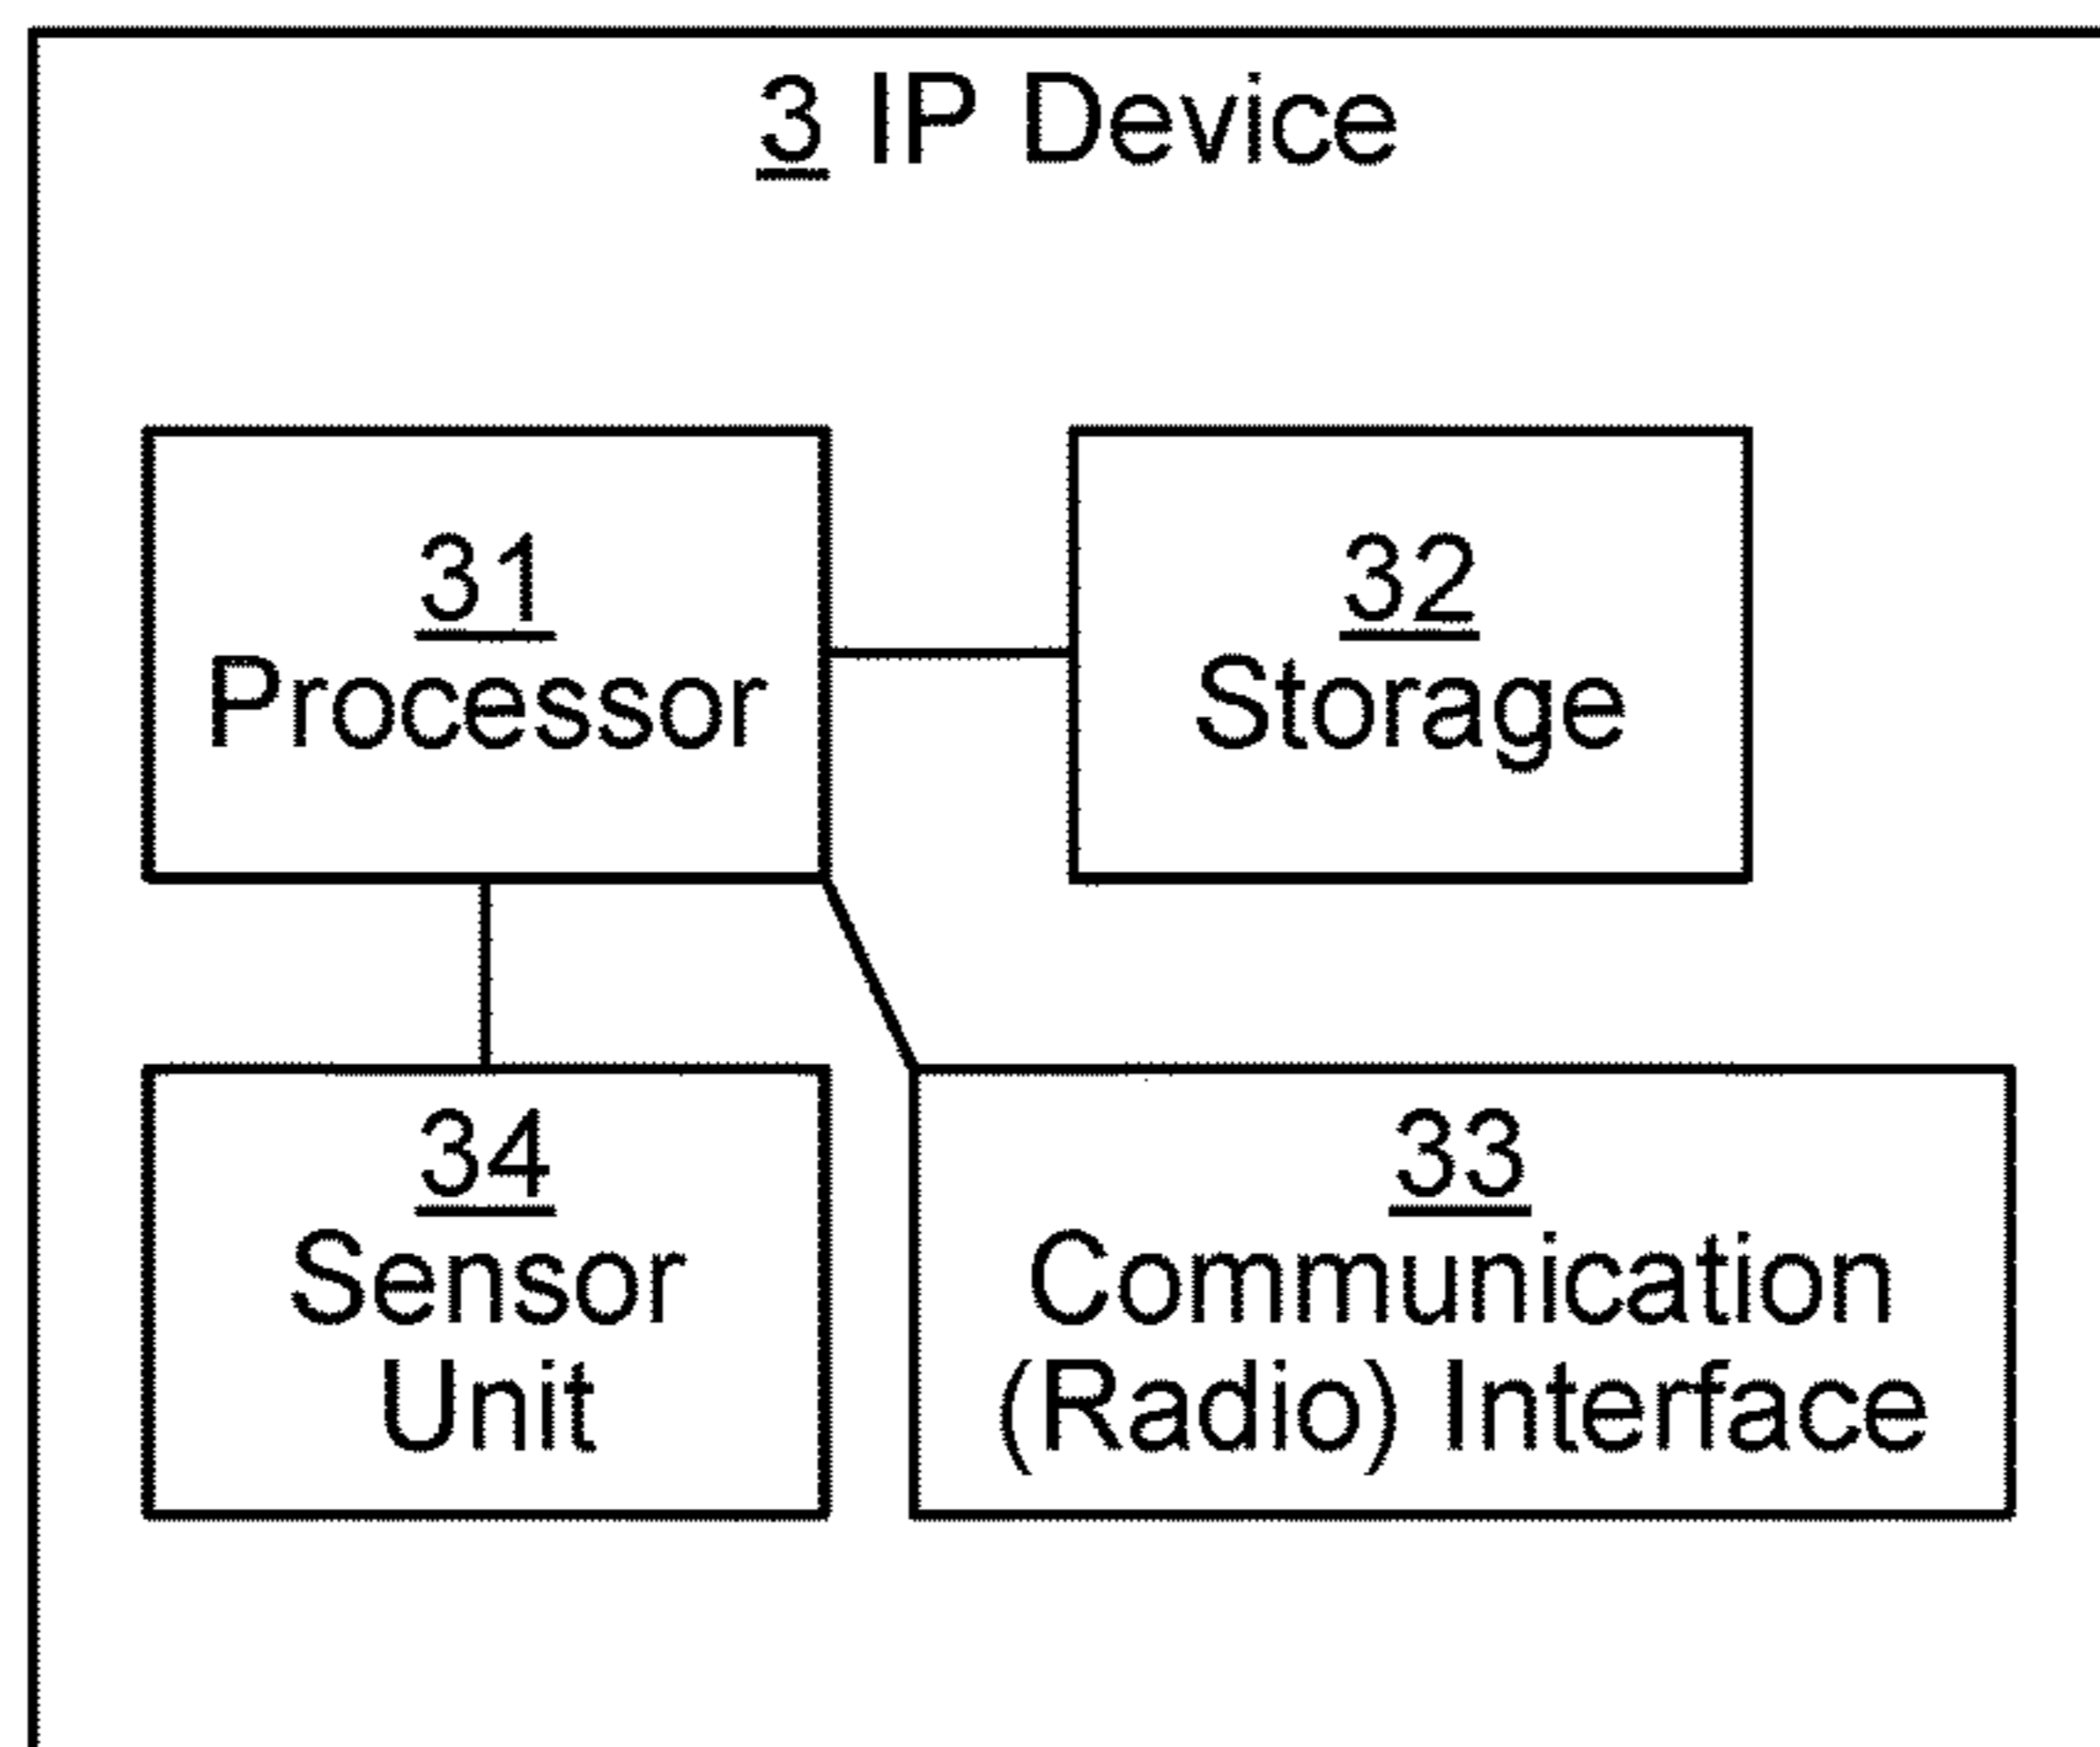 3 IP Device
31
Processor
32
Storage
34
Sensor
Unit
33
Communication
(Radio) Interface